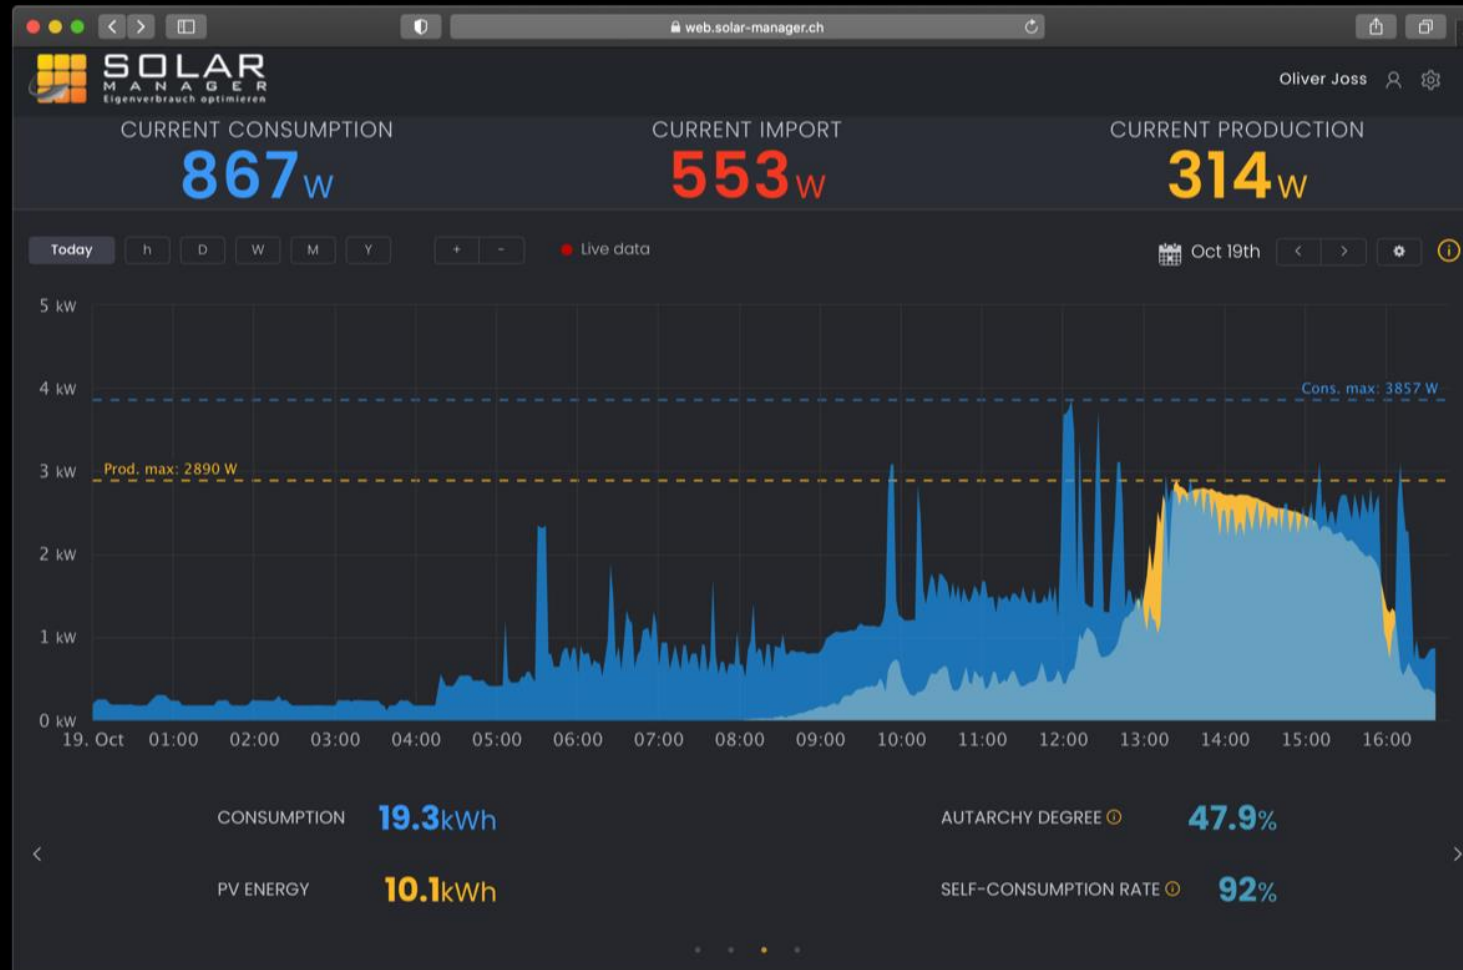 web.solar-manager.ch
SOLAR
MANAGER
Eigenverbrauch optimieren
Oliver Joss
CURRENT CONSUMPTION
867 W
CURRENT IMPORT
553 W
CURRENT PRODUCTION
314 W
Today h D W M Y + - Live data Oct 19th
5 kW
4 kW
Cons. max: 3857 W
3 kW
Prod. max: 2890 W
2 kW
1 kW
0 kW
19. Oct 01:00 02:00 03:00 04:00 05:00 06:00 07:00 08:00 09:00 10:00 11:00 12:00 13:00 14:00 15:00 16:00
CONSUMPTION 19.3kWh
AUTARCHY DEGREE 47.9%
PV ENERGY 10.1kWh
SELF-CONSUMPTION RATE 92%